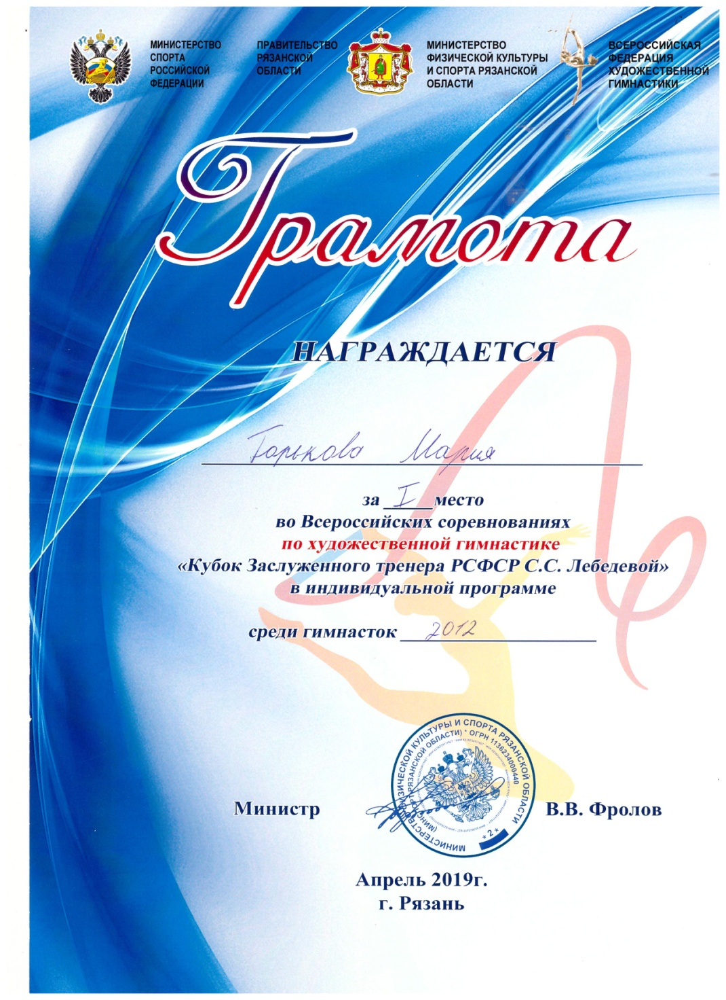 МИНИСТЕРСТВО
СПОРТА
РОССИЙСКОЙ
ФЕДЕРАЦИИ
ПРАВИТЕЛЬСТВО
РЯЗАНСКОЙ
ОБЛАСТИ
МИНИСТЕРСТВО
ФИЗИЧЕСКОЙ КУЛЬТУРЫ
И СПОРТА РЯЗАНСКОЙ
ОБЛАСТИ
ВСЕРОССИЙСКАЯ
ФЕДЕРАЦИЯ
ХУДОЖЕСТВЕННОЙ
ГИМНАСТИКИ
Грамота
НАГРАЖДАЕТСЯ
Горькова Мария
за I место
во Всероссийских соревнованиях
по художественной гимнастике
«Кубок Заслуженного тренера РСФСР С.С. Лебедевой»
в индивидуальной программе
среди гимнасток 2012
МИНИСТЕРСТВО ФИЗИЧЕСКОЙ КУЛЬТУРЫ И СПОРТА РЯЗАНСКОЙ ОБЛАСТИ
(МИНСПОРТ РЯЗАНСКОЙ ОБЛАСТИ) * ОГРН 1136234000440
* 2 *
Министр В.В. Фролов
Апрель 2019г.
г. Рязань